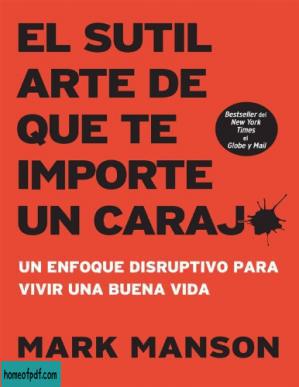 EL SUTIL
ARTE DE
QUE TE
IMPORTE
UN CARAJ
Bestseller del
New York
Times
el
Globe y Mail
UN ENFOQUE DISRUPTIVO PARA
VIVIR UNA BUENA VIDA
MARK MANSON
homeofpdf.com